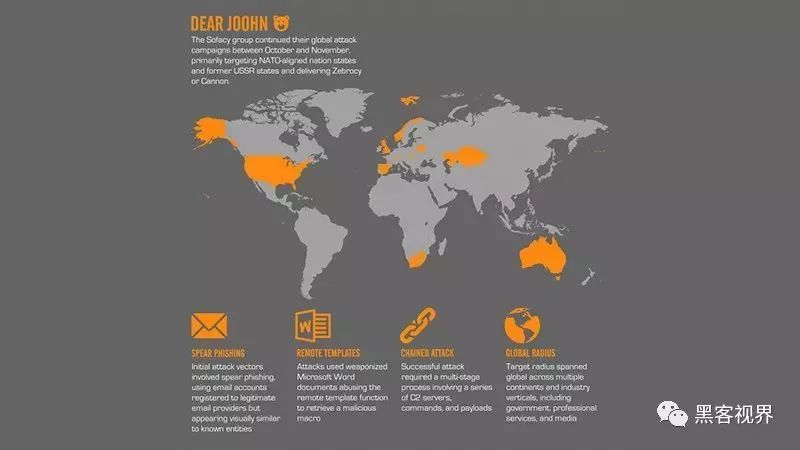 DEAR JOOHN
The Sofacy group continued their global attack
campaigns between October and November,
primarily targeting NATO-aligned nation states
and former USSR states and delivering Zebrocy
or Cannon
W
SPEAR PHISHING
Initial attack vectors
involved spear phishing,
using email accounts
registered to legitimate
email providers but
appearing visually similar
to known entities
REMOTE TEMPLATES
Attacks used weaponized
Microsoft Word
documents abusing the
remote template function
to retrieve a malicious
macro
CHAINED ATTACK
Successful attack
required a multi-stage
process involving a series
of C2 servers,
commands, and payloads
GLOBAL RADIUS
Target radius spanned
global across multiple
continents and industry
verticals, including
government, professional
services, and media
黑客视界